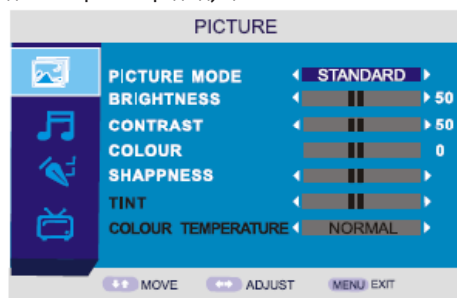 PICTURE
PICTURE MODE STANDARD
BRIGHTNESS 50
CONTRAST 50
COLOUR 0
SHAPPNESS
TINT
COLOUR TEMPERATURE NORMAL
MOVE ADJUST MENU EXIT